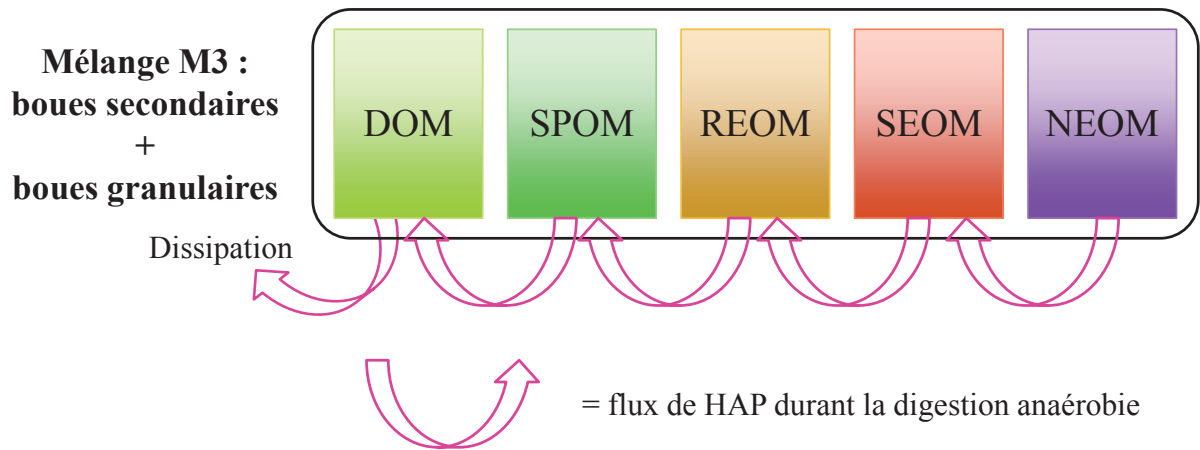 Mélange M3 :
boues secondaires
+
boues granulaires
DOM
SPOM
REOM
SEOM
NEOM
Dissipation
= flux de HAP durant la digestion anaérobie